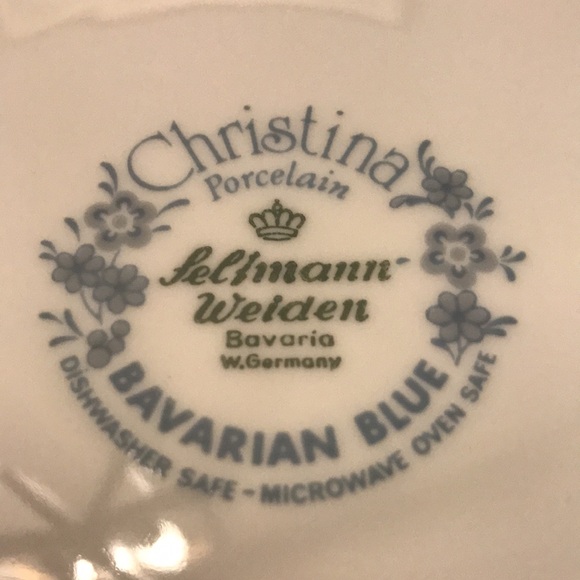 Christina
Porcelain
Seltmann
Weiden
Bavaria
W.Germany
BAVARIAN BLUE
DISHWASHER SAFE - MICROWAVE OVEN SAFE